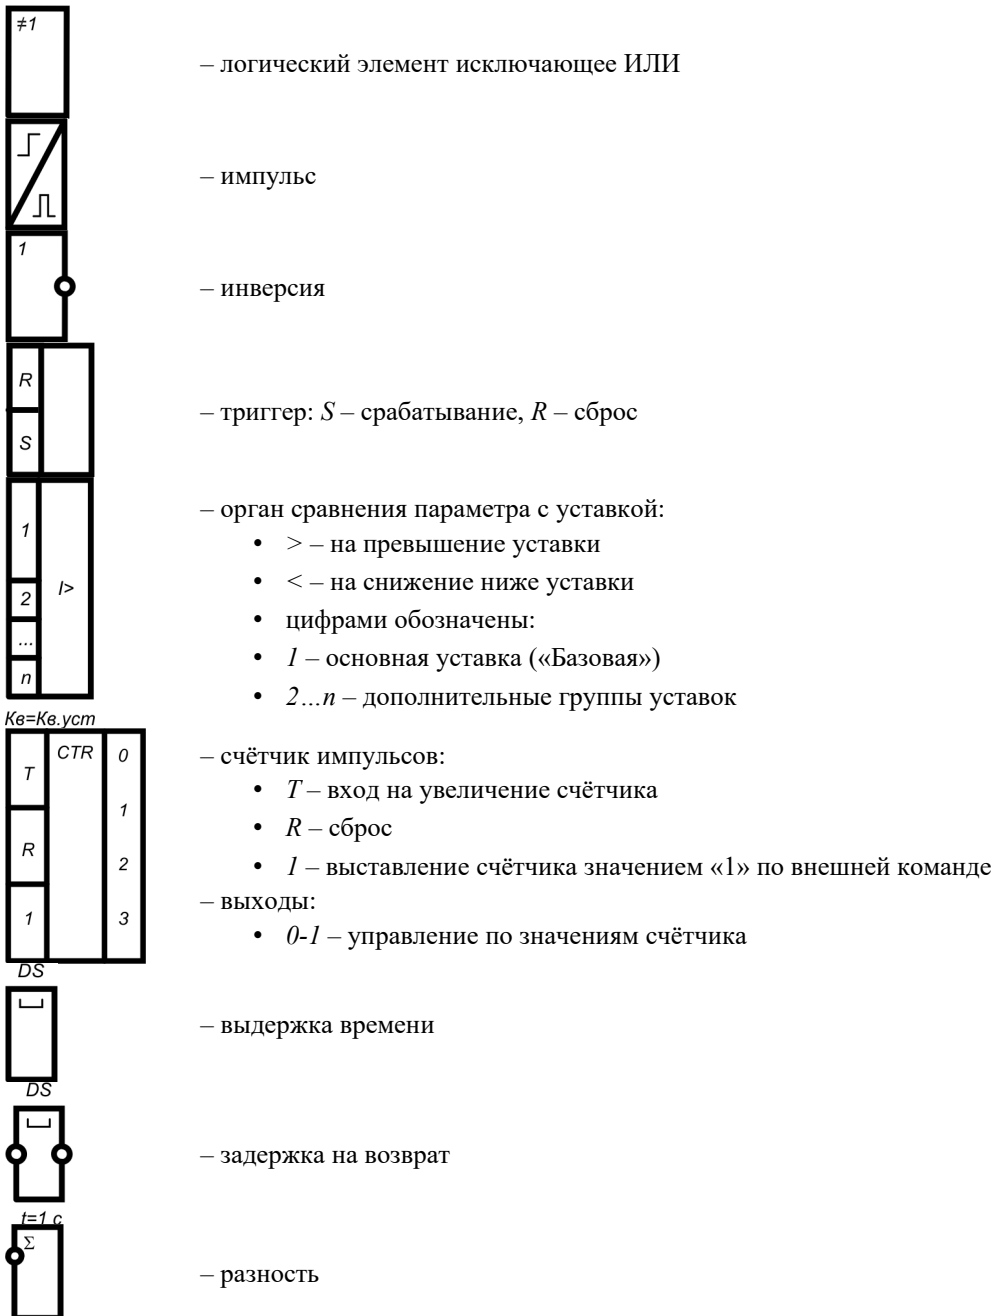 ≠1
– логический элемент исключающее ИЛИ
– импульс
1
– инверсия
R
S
– триггер: S – срабатывание, R – сброс
1
2
...
n
I>
– орган сравнения параметра с уставкой:
• > – на превышение уставки
• < – на снижение ниже уставки
• цифрами обозначены:
• 1 – основная уставка («Базовая»)
• 2…n – дополнительные группы уставок
Кв=Кв.уст
T
R
1
CTR
0
1
2
3
– счётчик импульсов:
• T – вход на увеличение счётчика
• R – сброс
• 1 – выставление счётчика значением «1» по внешней команде
– выходы:
• 0-1 – управление по значениям счётчика
DS
– выдержка времени
DS
– задержка на возврат
t=1 c
Σ
– разность